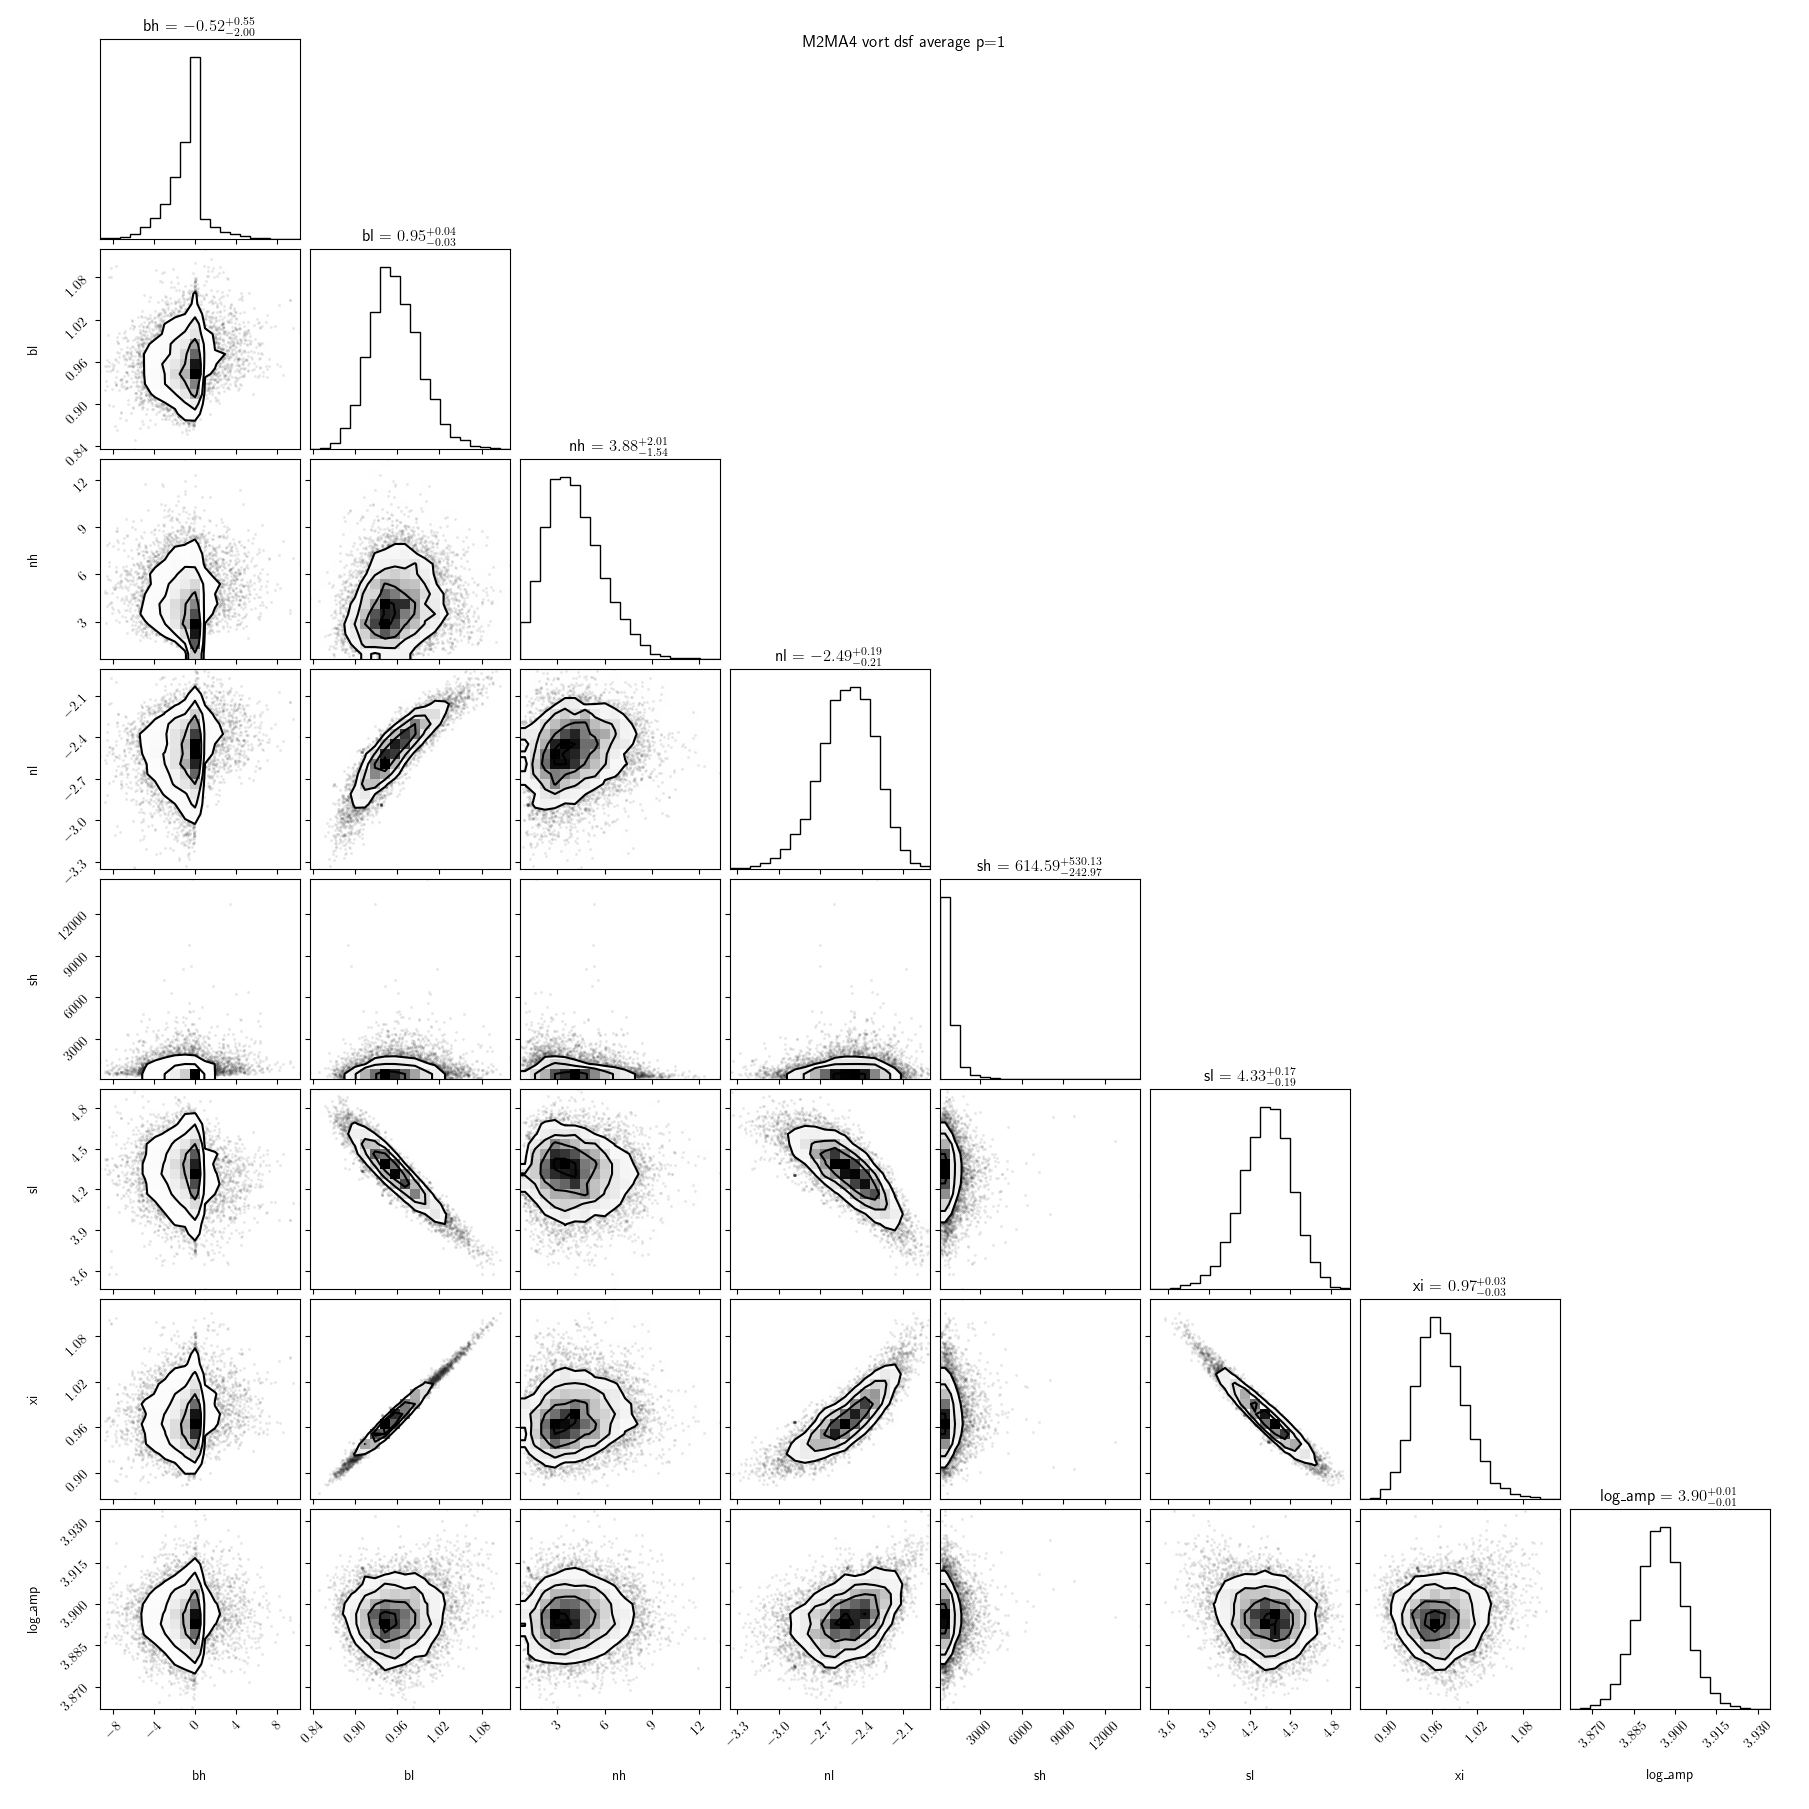 M2MA4 vort dsf average p=1
bh = −0.52 +0.55 −2.00
bl = 0.95 +0.04 −0.03
bl
1.08
1.02
0.96
0.90
0.84
nh = 3.88 +2.01 −1.54
nh
12
9
6
3
nl = −2.49 +0.19 −0.21
nl
−2.1
−2.4
−2.7
−3.0
−3.3
sh = 614.59 +530.13 −242.97
sh
12000
9000
6000
3000
sl = 4.33 +0.17 −0.19
sl
4.8
4.5
4.2
3.9
3.6
xi = 0.97 +0.03 −0.03
xi
1.08
1.02
0.96
0.90
log_amp = 3.90 +0.01 −0.01
log_amp
3.930
3.915
3.900
3.885
3.870
−8 −4 0 4 8
0.84 0.90 0.96 1.02 1.08
3 6 9 12
−3.3 −3.0 −2.7 −2.4 −2.1
3000 6000 9000 12000
3.6 3.9 4.2 4.5 4.8
0.90 0.96 1.02 1.08
3.870 3.885 3.900 3.915 3.930
bh bl nh nl sh sl xi log_amp